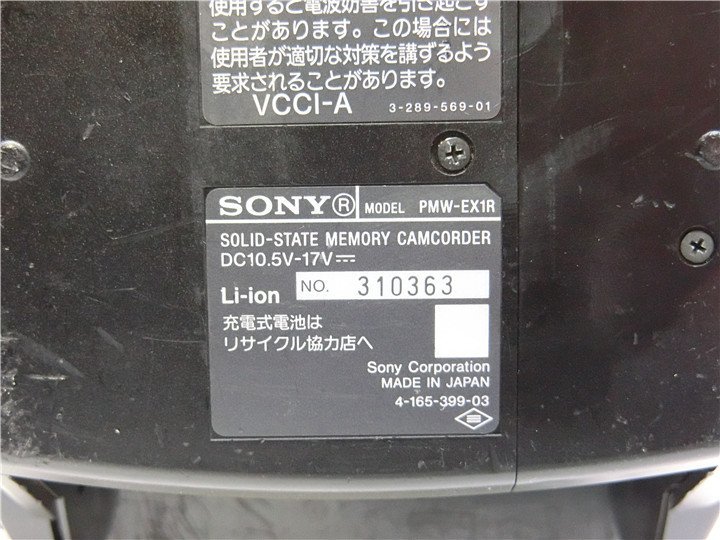 使用すると電波妨害を引き起こす
ことがあります。この場合には
使用者が適切な対策を講ずるよう
要求されることがあります。
VCCI-A 3-289-569-01
SONY® MODEL PMW-EX1R
SOLID-STATE MEMORY CAMCORDER
DC10.5V-17V⎓
Li-ion NO. 310363
充電式電池は
リサイクル協力店へ
Sony Corporation
MADE IN JAPAN
4-165-399-03